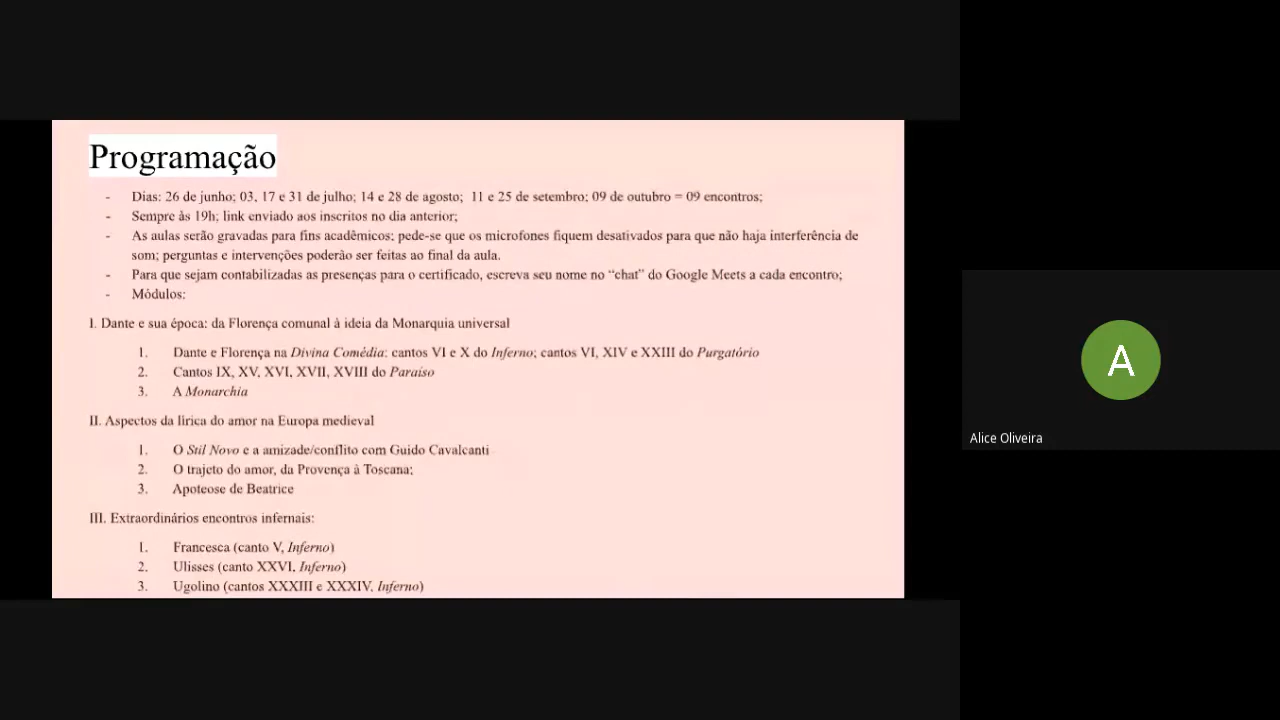 Programação
- Dias: 26 de junho; 03, 17 e 31 de julho; 14 e 28 de agosto; 11 e 25 de setembro; 09 de outubro = 09 encontros;
- Sempre às 19h; link enviado aos inscritos no dia anterior;
- As aulas serão gravadas para fins acadêmicos; pede-se que os microfones fiquem desativados para que não haja interferência de
som; perguntas e intervenções poderão ser feitas ao final da aula.
- Para que sejam contabilizadas as presenças para o certificado, escreva seu nome no “chat” do Google Meets a cada encontro;
- Módulos:
I. Dante e sua época: da Florença comunal à ideia da Monarquia universal
1. Dante e Florença na Divina Comédia: cantos VI e X do Inferno; cantos VI, XIV e XXIII do Purgatório
2. Cantos IX, XV, XVI, XVII, XVIII do Paraíso
3. A Monarchia
II. Aspectos da lírica do amor na Europa medieval
1. O Stil Novo e a amizade/conflito com Guido Cavalcanti
2. O trajeto do amor, da Provença à Toscana;
3. Apoteose de Beatrice
III. Extraordinários encontros infernais:
1. Francesca (canto V, Inferno)
2. Ulisses (canto XXVI, Inferno)
3. Ugolino (cantos XXXIII e XXXIV, Inferno)
A
Alice Oliveira